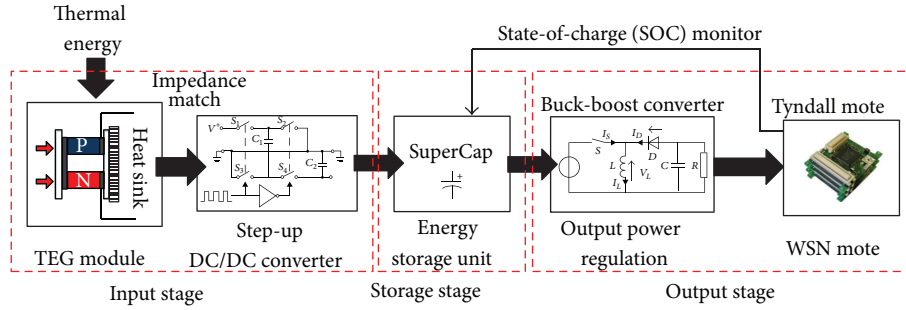 Thermal
energy
State-of-charge (SOC) monitor
Impedance
match
Buck-boost converter
Tyndall mote
P
N
Heat sink
V+
S1
S2
C1
C2
S3
S4
SuperCap
+
IS
S
ID
D
L
VL
IL
C
R
TEG module
Step-up
DC/DC converter
Energy
storage unit
Output power
regulation
WSN mote
Input stage
Storage stage
Output stage